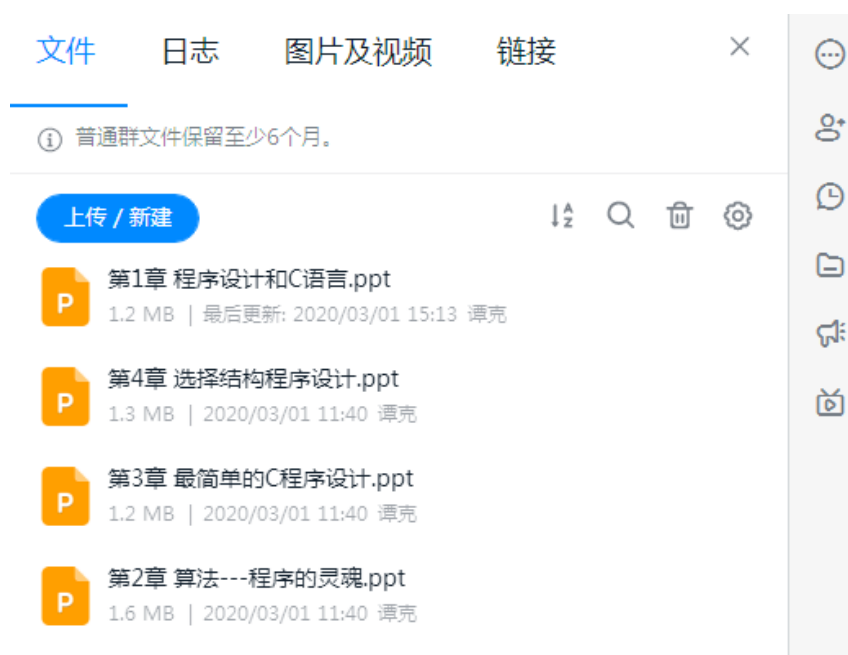 文件 日志 图片及视频 链接
普通群文件保留至少6个月。
上传 / 新建
第1章 程序设计和C语言.ppt
1.2 MB | 最后更新: 2020/03/01 15:13 谭亮
第4章 选择结构程序设计.ppt
1.3 MB | 2020/03/01 11:40 谭亮
第3章 最简单的C程序设计.ppt
1.2 MB | 2020/03/01 11:40 谭亮
第2章 算法---程序的灵魂.ppt
1.6 MB | 2020/03/01 11:40 谭亮